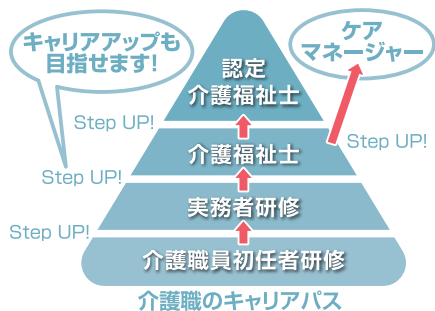 キャリアアップも
目指せます!
ケア
マネージャー
認定
介護福祉士
Step UP!
介護福祉士
Step UP!
Step UP!
実務者研修
Step UP!
介護職員初任者研修
介護職のキャリアパス